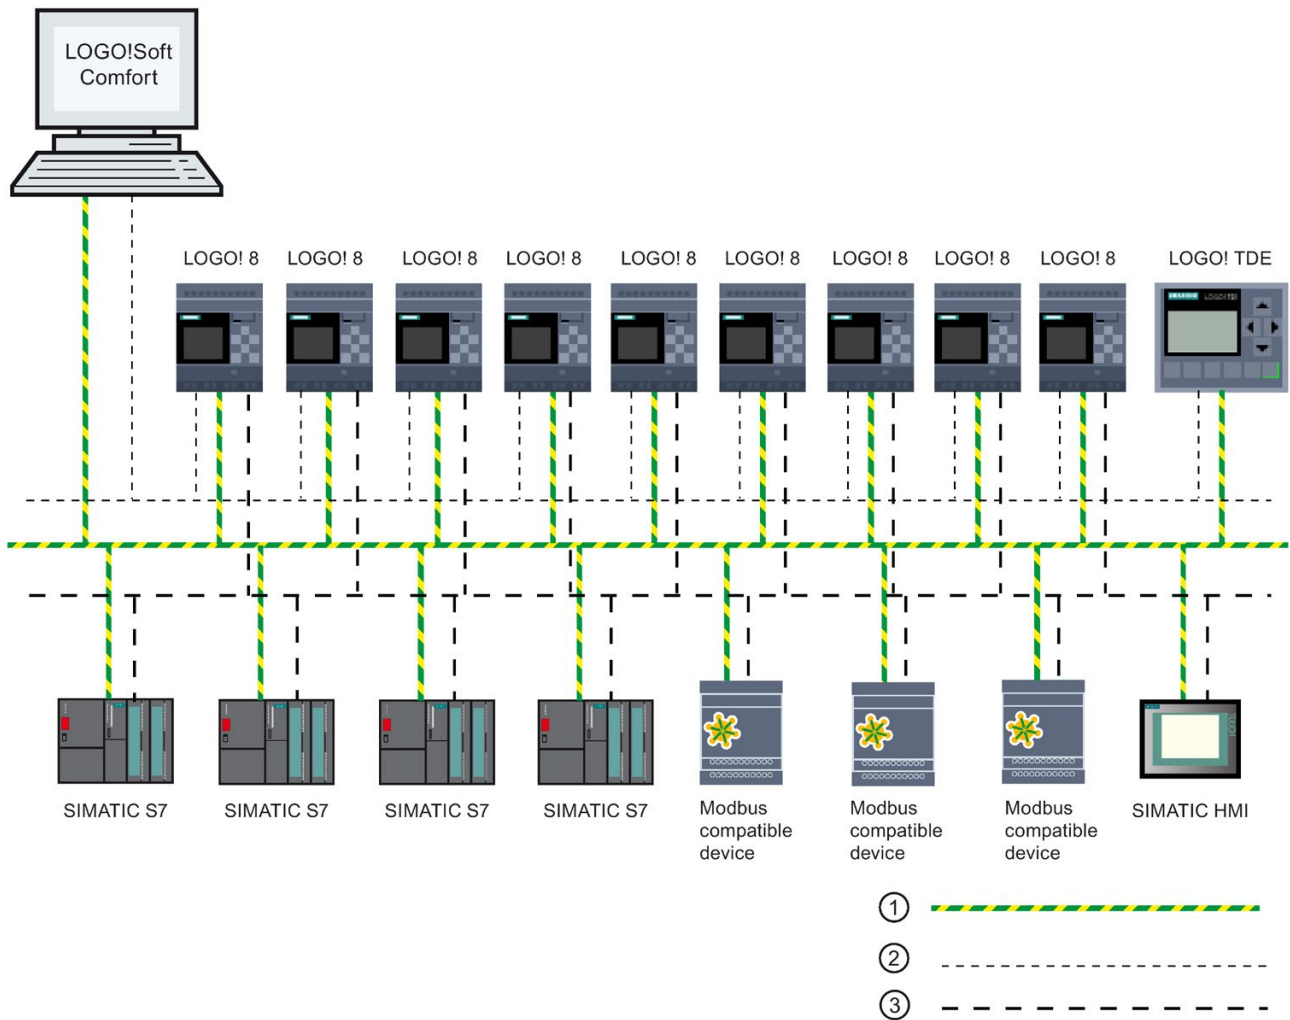 LOGO!Soft
Comfort
LOGO! 8
LOGO! 8
LOGO! 8
LOGO! 8
LOGO! 8
LOGO! 8
LOGO! 8
LOGO! 8
LOGO! 8
LOGO! TDE
SIMATIC S7
SIMATIC S7
SIMATIC S7
SIMATIC S7
Modbus
compatible
device
Modbus
compatible
device
Modbus
compatible
device
SIMATIC HMI
1
2
3